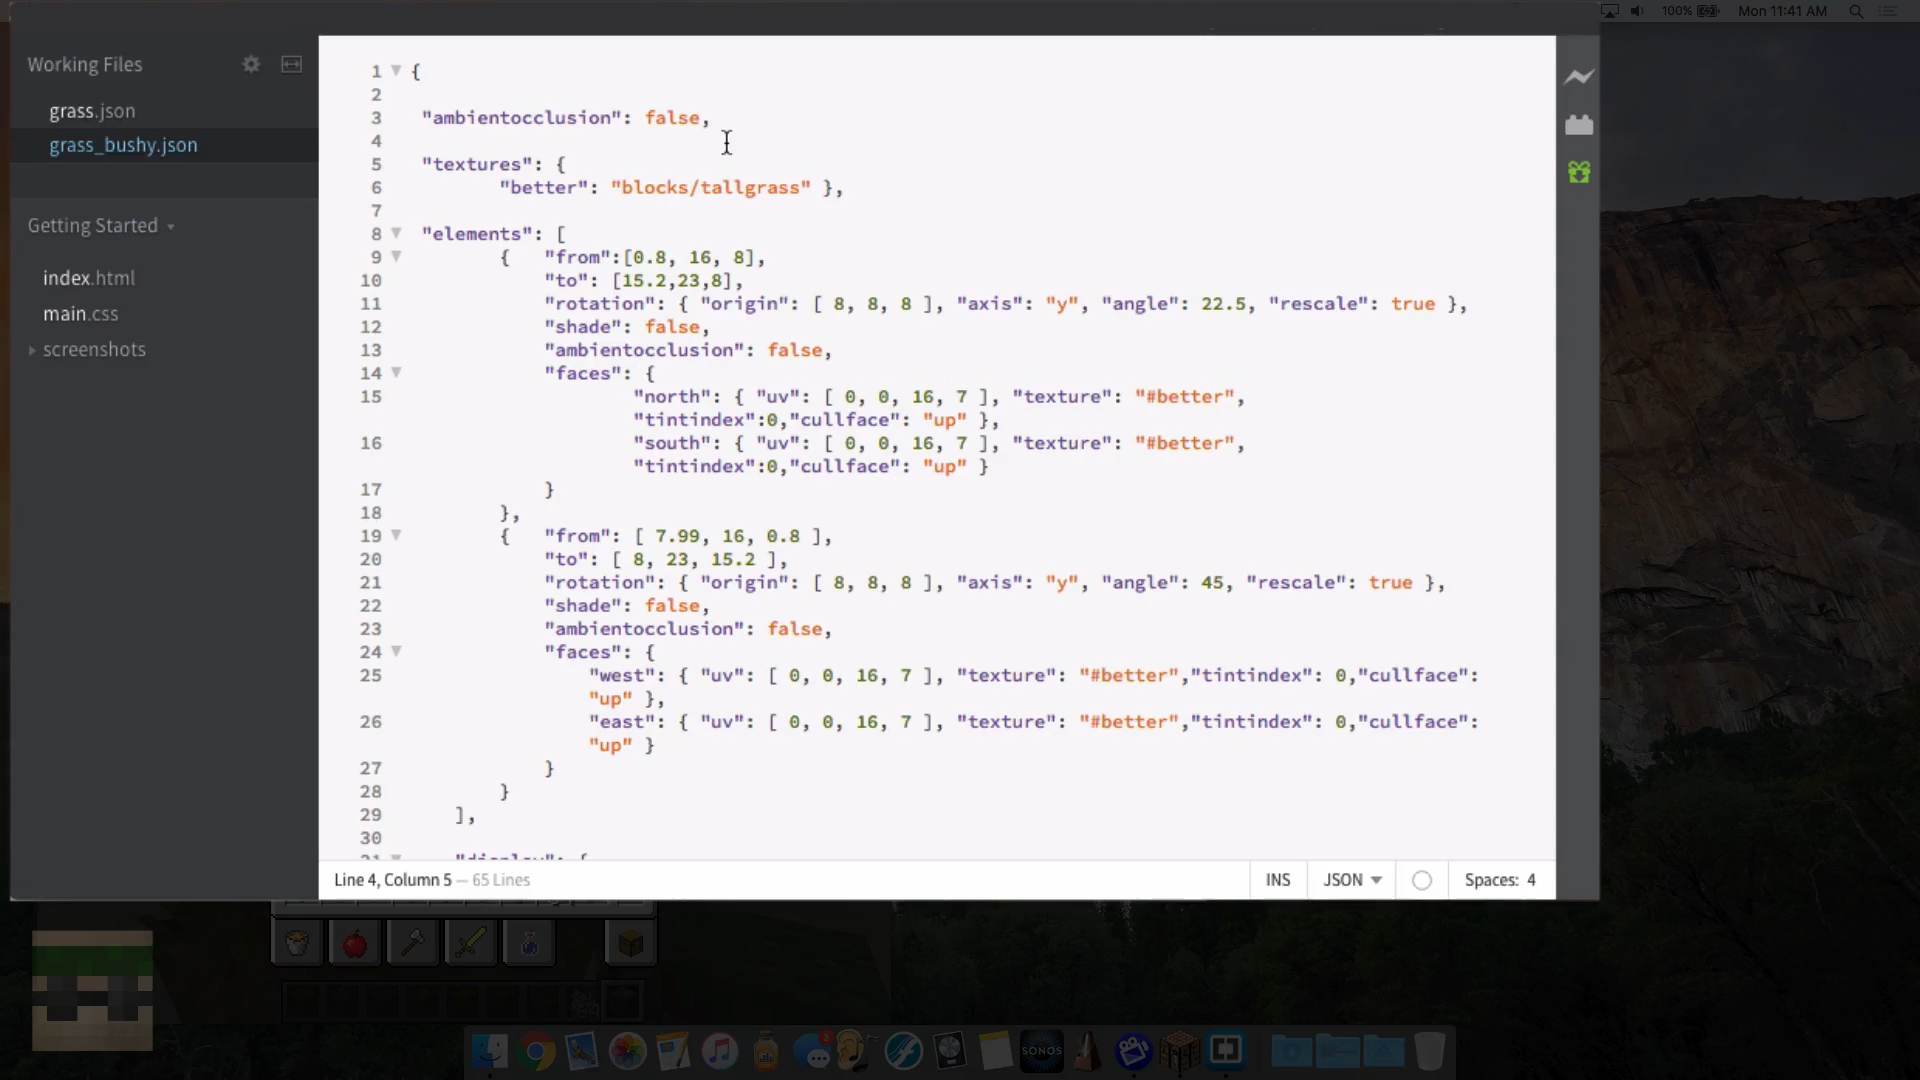 100%
Mon 11:41 AM
Working Files
grass.json
grass_bushy.json
Getting Started
index.html
main.css
screenshots
1 {
2
3 "ambientocclusion": false,
4
5 "textures": {
6 "better": "blocks/tallgrass" },
7
8 "elements": [
9 { "from":[0.8, 16, 8],
10 "to": [15.2,23,8],
11 "rotation": { "origin": [ 8, 8, 8 ], "axis": "y", "angle": 22.5, "rescale": true },
12 "shade": false,
13 "ambientocclusion": false,
14 "faces": {
15 "north": { "uv": [ 0, 0, 16, 7 ], "texture": "#better",
"tintindex":0,"cullface": "up" },
16 "south": { "uv": [ 0, 0, 16, 7 ], "texture": "#better",
"tintindex":0,"cullface": "up" }
17 }
18 },
19 { "from": [ 7.99, 16, 0.8 ],
20 "to": [ 8, 23, 15.2 ],
21 "rotation": { "origin": [ 8, 8, 8 ], "axis": "y", "angle": 45, "rescale": true },
22 "shade": false,
23 "ambientocclusion": false,
24 "faces": {
25 "west": { "uv": [ 0, 0, 16, 7 ], "texture": "#better","tintindex": 0,"cullface":
"up" },
26 "east": { "uv": [ 0, 0, 16, 7 ], "texture": "#better","tintindex": 0,"cullface":
"up" }
27 }
28 }
29 ],
30
31 "display": {
Line 4, Column 5 — 65 Lines
INS
JSON
Spaces: 4
64
3
SONOS